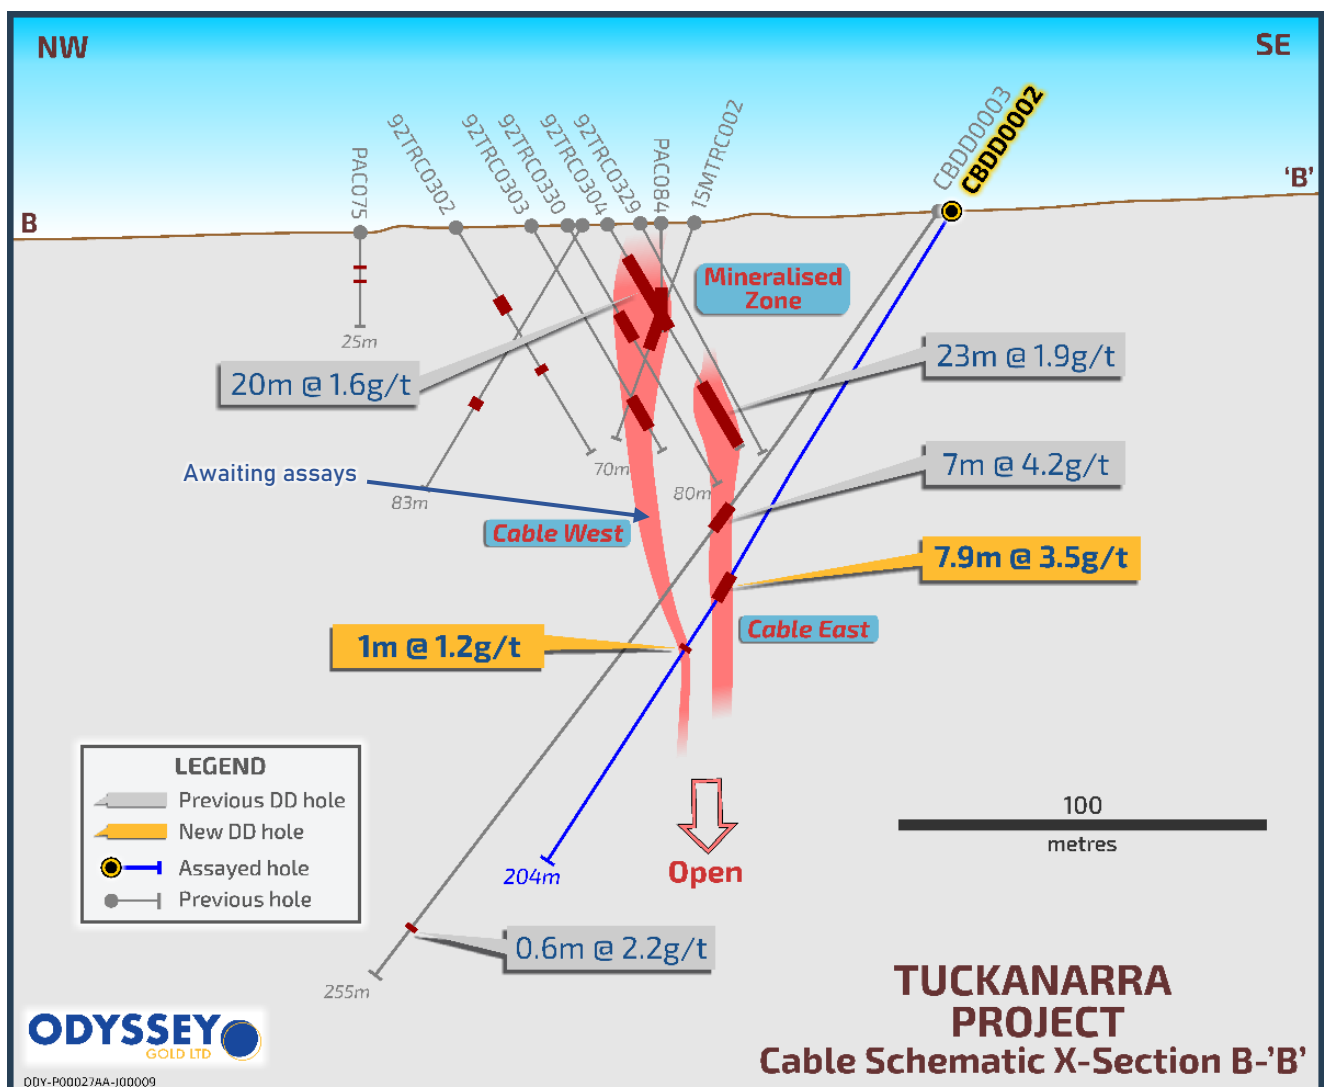 NW
SE
PAC075
92TRC0302
92TRC0303
92TRC0330
92TRC0304
92TRC0329
PAC084
15MTRC002
CBDD0003
CBDD0002
B
'B'
Mineralised
Zone
25m
20m @ 1.6g/t
23m @ 1.9g/t
7m @ 4.2g/t
Awaiting assays
70m
80m
83m
Cable West
7.9m @ 3.5g/t
Cable East
1m @ 1.2g/t
LEGEND
Previous DD hole
New DD hole
Assayed hole
Previous hole
100
metres
Open
204m
0.6m @ 2.2g/t
255m
TUCKANARRA
PROJECT
Cable Schematic X-Section B-'B'
ODYSSEY
GOLD LTD
ODY-P00027AA-J00009